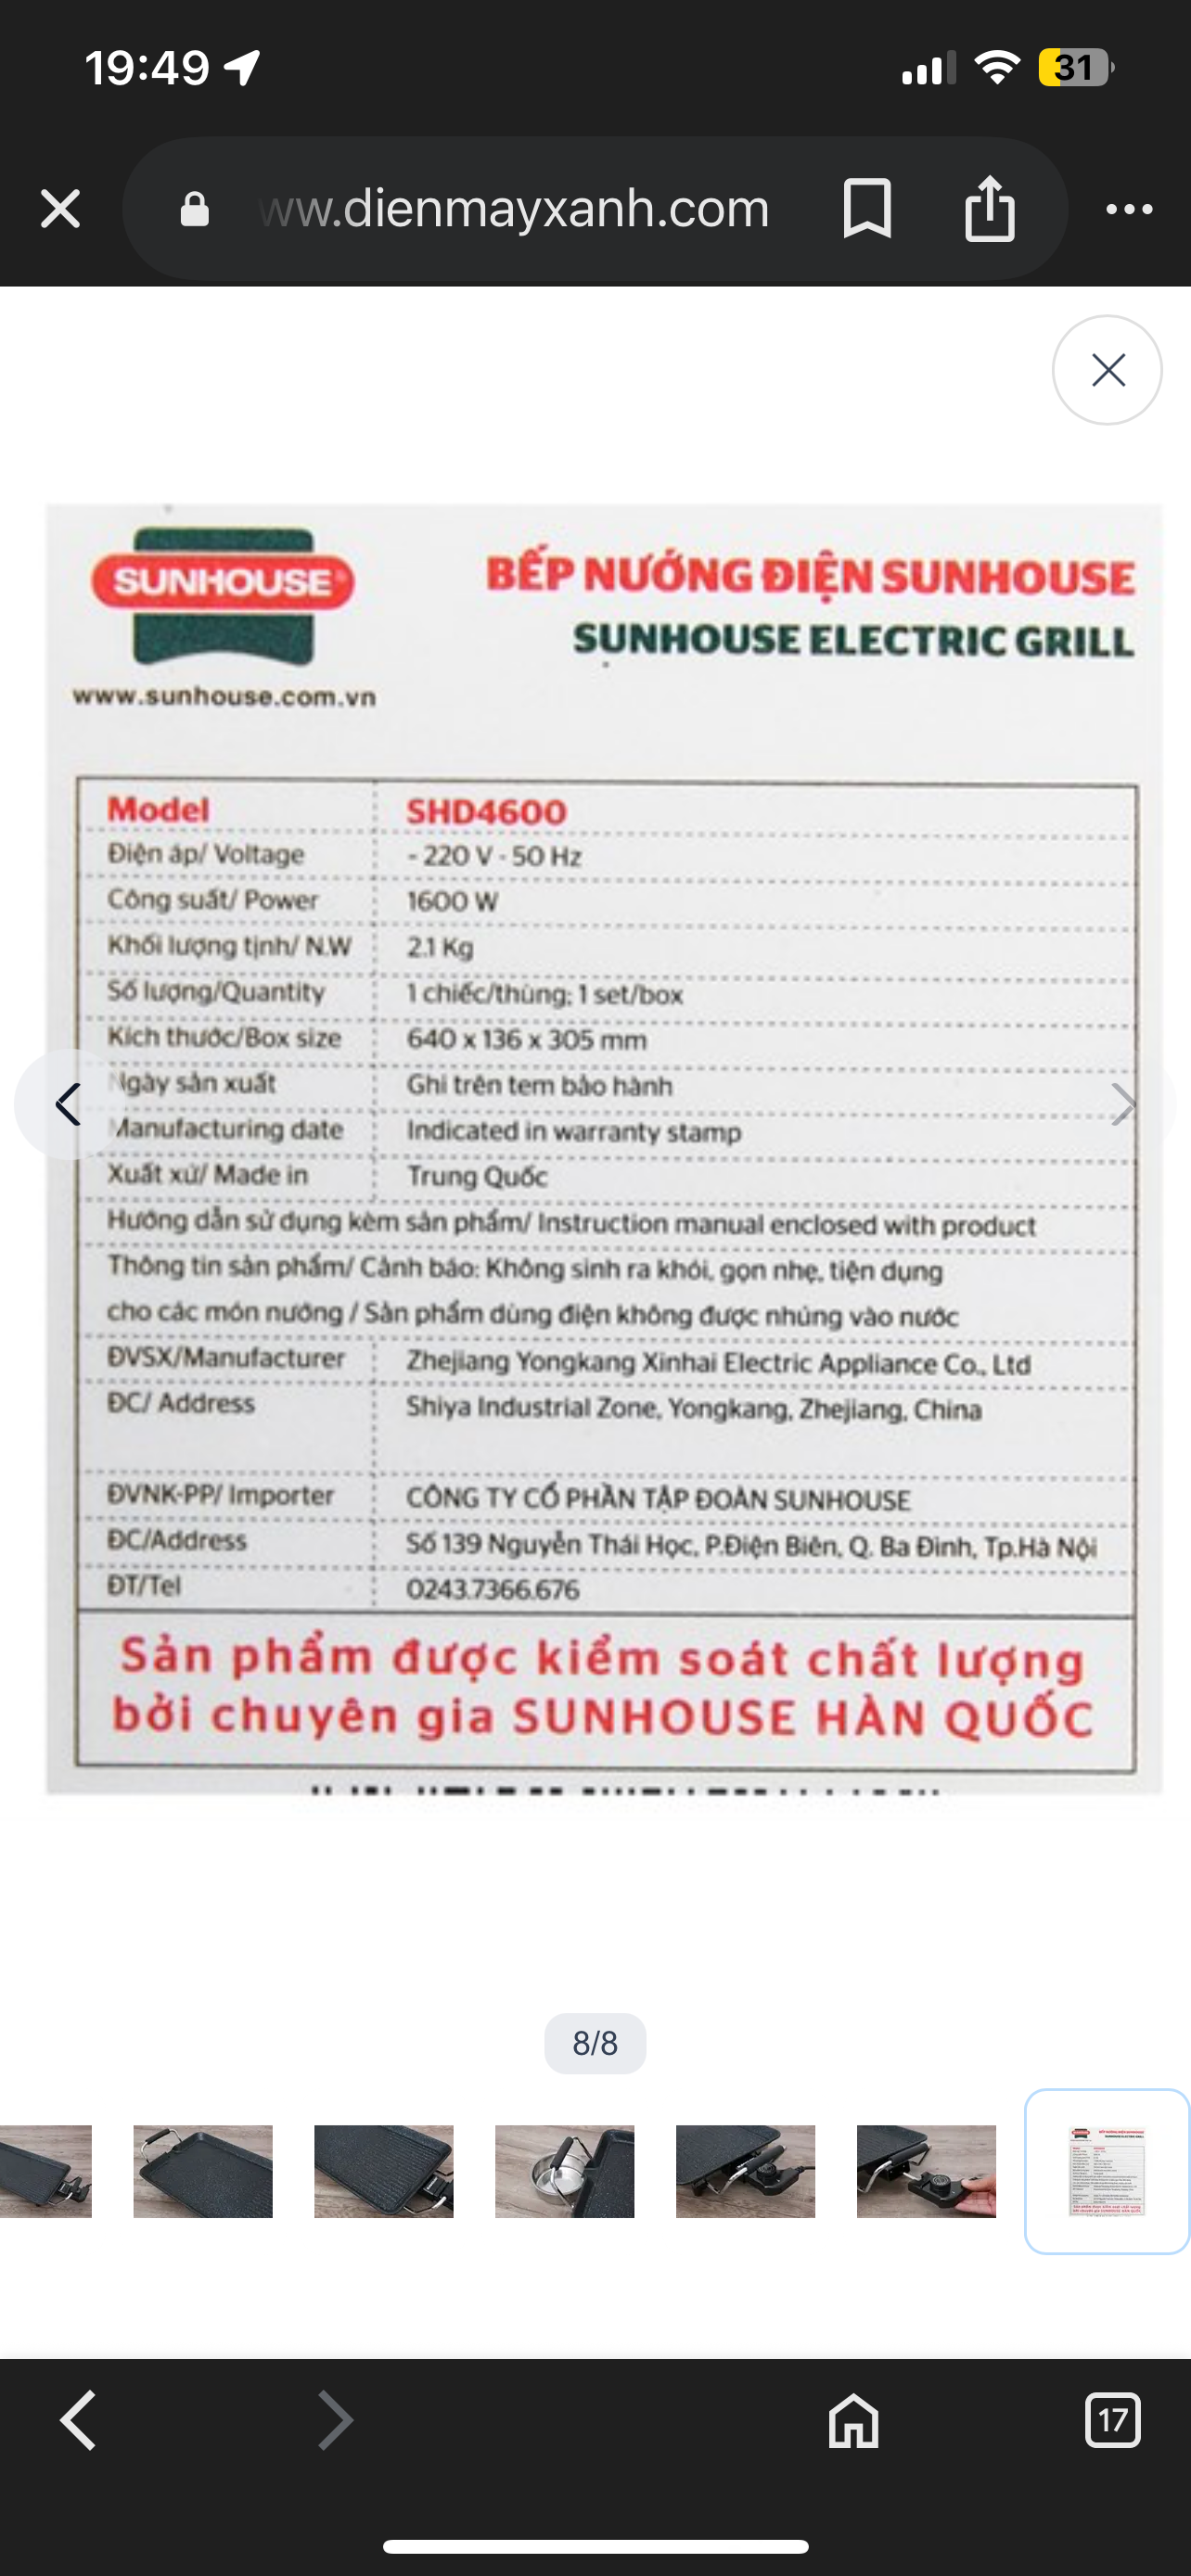 19:49
31
ww.dienmayxanh.com
SUNHOUSE
BẾP NƯỚNG ĐIỆN SUNHOUSE
SUNHOUSE ELECTRIC GRILL
www.sunhouse.com.vn
Model SHD4600
Điện áp/ Voltage - 220 V - 50 Hz
Công suất/ Power 1600 W
Khối lượng tịnh/ N.W 2.1 Kg
Số lượng/Quantity 1 chiếc/thùng; 1 set/box
Kích thước/Box size 640 x 136 x 305 mm
Ngày sản xuất Ghi trên tem bảo hành
Manufacturing date Indicated in warranty stamp
Xuất xứ/ Made in Trung Quốc
Hướng dẫn sử dụng kèm sản phẩm/ Instruction manual enclosed with product
Thông tin sản phẩm/ Cảnh báo: Không sinh ra khói, gọn nhẹ, tiện dụng
cho các món nướng / Sản phẩm dùng điện không được nhúng vào nước
ĐVSX/Manufacturer Zhejiang Yongkang Xinhai Electric Appliance Co., Ltd
ĐC/ Address Shiya Industrial Zone, Yongkang, Zhejiang, China
ĐVNK-PP/ Importer CÔNG TY CỔ PHẦN TẬP ĐOÀN SUNHOUSE
ĐC/Address Số 139 Nguyễn Thái Học, P.Điện Biên, Q. Ba Đình, Tp.Hà Nội
ĐT/Tel 0243.7366.676
Sản phẩm được kiểm soát chất lượng
bởi chuyên gia SUNHOUSE HÀN QUỐC
8/8
17